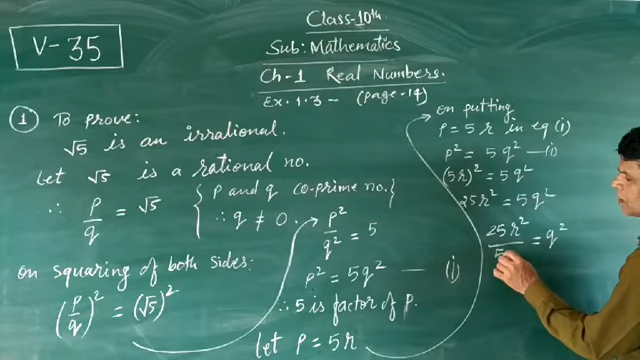 V-35
Class-10th
Sub: Mathematics
Ch-1 Real Numbers.
Ex. 1.3 - (page-14)
① To prove:
√5 is an irrational.
Let √5 is a rational no.
∴ p/q = √5 { p and q co-prime no. } ∴ q ≠ 0.
on squaring of both sides:
(p/q)² = (√5)²
p²/q² = 5
p² = 5q² — (i)
∴ 5 is factor of p.
Let p = 5r
on putting
p = 5r in eq (i)
p² = 5q² — (i)
(5r)² = 5q²
25r² = 5q²
25r²/5 = q²